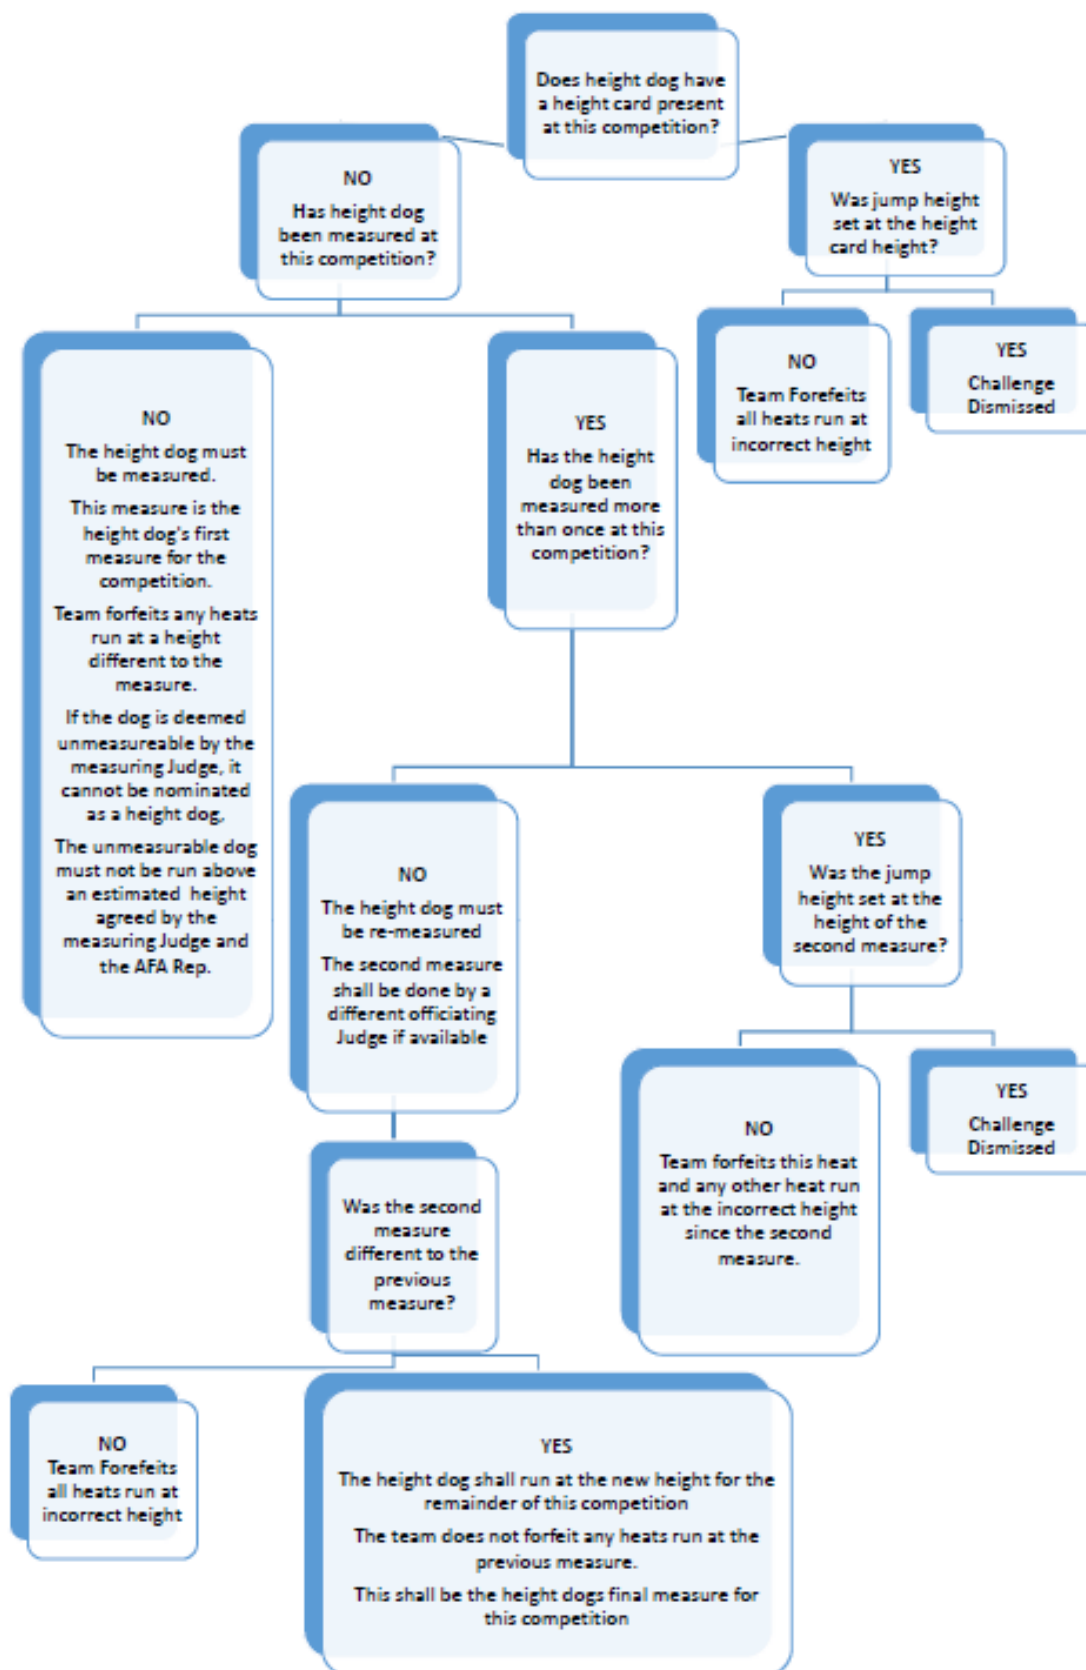 Does height dog have
a height card present
at this competition?
NO
Has height dog
been measured at
this competition?
YES
Was jump height
set at the height
card height?
NO
The height dog must
be measured.
This measure is the
height dog's first
measure for the
competition.
Team forfeits any heats
run at a height
different to the
measure.
If the dog is deemed
unmeasureable by the
measuring Judge, it
cannot be nominated
as a height dog,
The unmeasurable dog
must not be run above
an estimated height
agreed by the
measuring Judge and
the AFA Rep.
YES
Has the height
dog been
measured more
than once at this
competition?
NO
Team Forefeits
all heats run at
incorrect height
YES
Challenge
Dismissed
NO
The height dog must
be re-measured
The second measure
shall be done by a
different officiating
Judge if available
YES
Was the jump
height set at the
height of the
second measure?
Was the second
measure
different to the
previous
measure?
NO
Team forfeits this heat
and any other heat run
at the incorrect height
since the second
measure.
YES
Challenge
Dismissed
NO
Team Forefeits
all heats run at
incorrect height
YES
The height dog shall run at the new height for the
remainder of this competition
The team does not forfeit any heats run at the
previous measure.
This shall be the height dogs final measure for
this competition